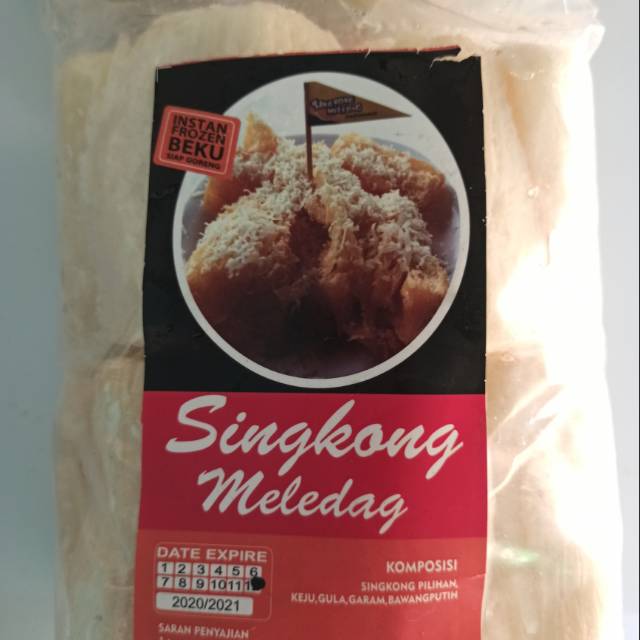 INSTAN
FROZEN
BEKU
SIAP GORENG
Singkong
Meledag
DATE EXPIRE
1 2 3 4 5 6
7 8 9 10 11
2020/2021
KOMPOSISI
SINGKONG PILIHAN,
KEJU,GULA,GARAM,BAWANGPUTIH
SARAN PENYAJIAN